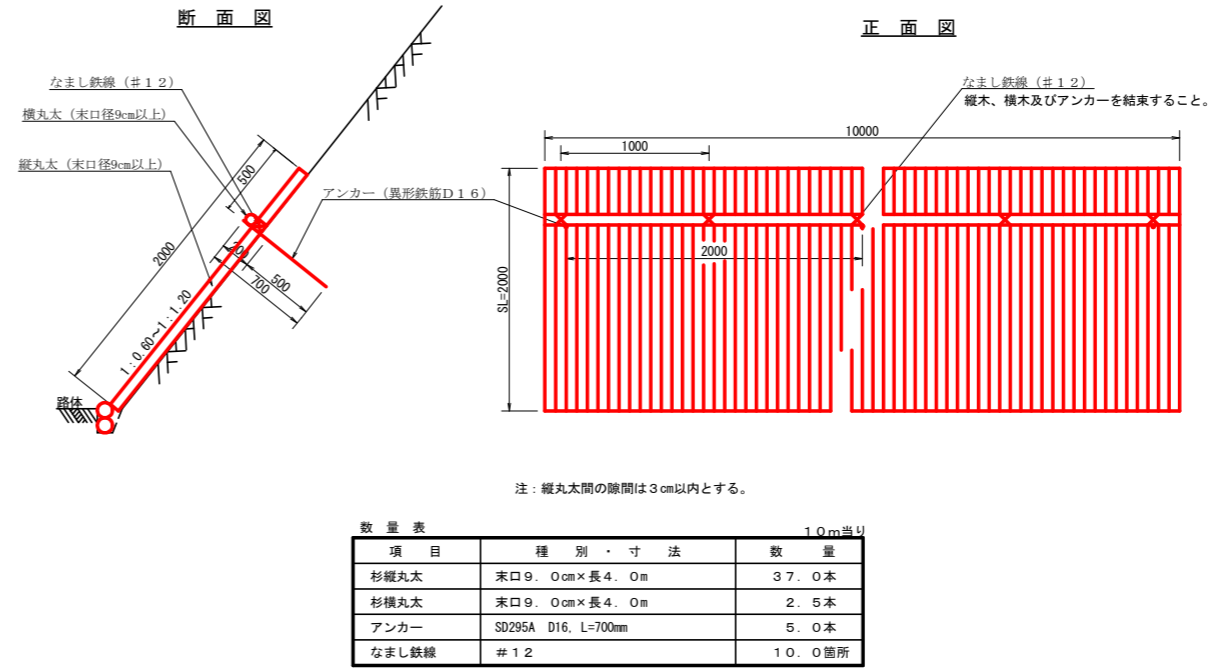 断 面 図
正 面 図
なまし鉄線(#12)
横丸太(末口径9cm以上)
縦丸太(末口径9cm以上)
アンカー(異形鉄筋D16)
500
2000
200
500
700
1:0.60~1:1.20
路体
なまし鉄線(#12)
縦木、横木及びアンカーを結束すること。
10000
1000
2000
SL=2000
注:縦丸太間の隙間は3cm以内とする。
数 量 表 10m当り
項 目 種 別 ・ 寸 法 数 量
杉縦丸太 末口9.0cm×長4.0m 37.0本
杉横丸太 末口9.0cm×長4.0m 2.5本
アンカー SD295A D16, L=700mm 5.0本
なまし鉄線 #12 10.0箇所